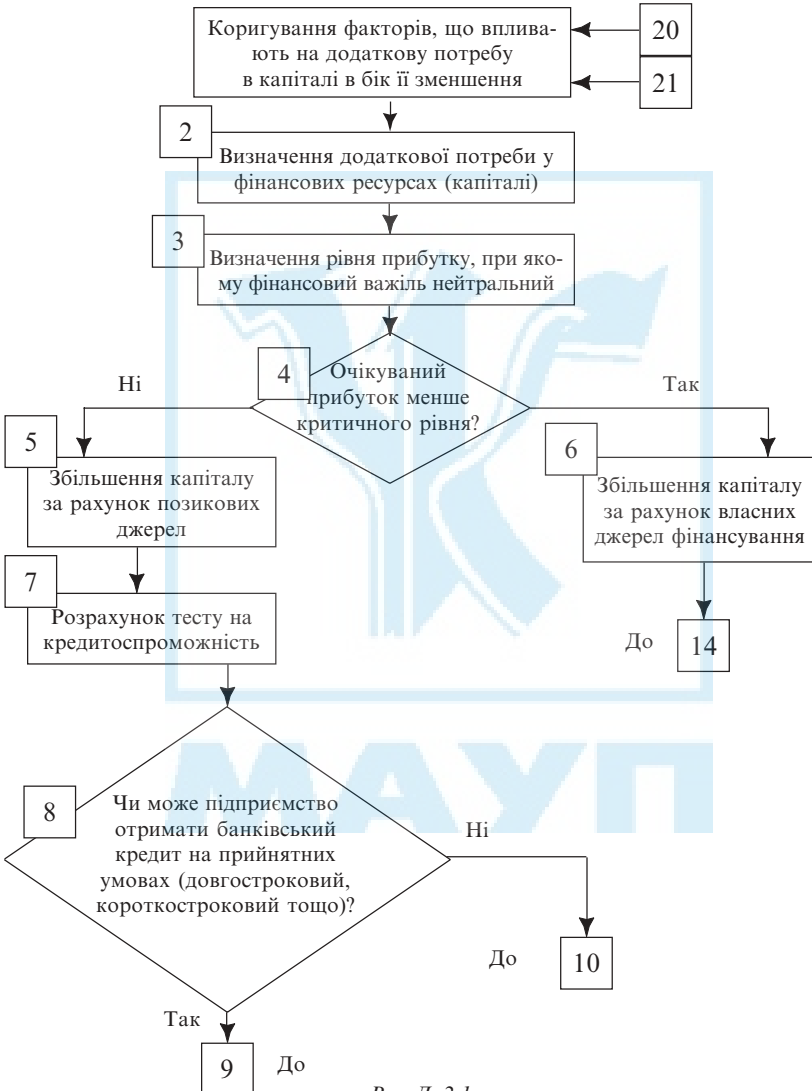 Коригування факторів, що вплива-
ють на додаткову потребу
в капіталі в бік її зменшення
20
21
2
Визначення додаткової потреби у
фінансових ресурсах (капіталі)
3
Визначення рівня прибутку, при яко-
му фінансовий важіль нейтральний
4
Очікуваний
прибуток менше
критичного рівня?
Ні
Так
5
Збільшення капіталу
за рахунок позикових
джерел
6
Збільшення капіталу
за рахунок власних
джерел фінансування
7
Розрахунок тесту на
кредитоспроможність
До 14
МАУП
8
Чи може підприємство
отримати банківський
кредит на прийнятних
умовах (довгостроковий,
короткостроковий тощо)?
Ні
До 10
Так
9 До